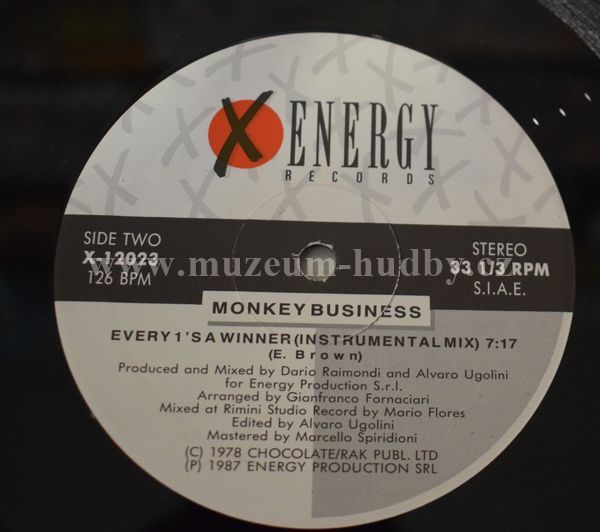 X ENERGY
RECORDS
SIDE TWO
X-12023
126 BPM
STEREO
33 1/3 RPM
S.I.A.E.
www.muzeum-hudby.cz
MONKEY BUSINESS
EVERY 1'S A WINNER (INSTRUMENTAL MIX) 7:17
(E. Brown)
Produced and Mixed by Dario Raimondi and Alvaro Ugolini
for Energy Production S.r.l.
Arranged by Gianfranco Fornaciari
Mixed at Rimini Studio Record by Mario Flores
Edited by Alvaro Ugolini
Mastered by Marcello Spiridioni
(C) 1978 CHOCOLATE/RAK PUBL. LTD
(P) 1987 ENERGY PRODUCTION SRL